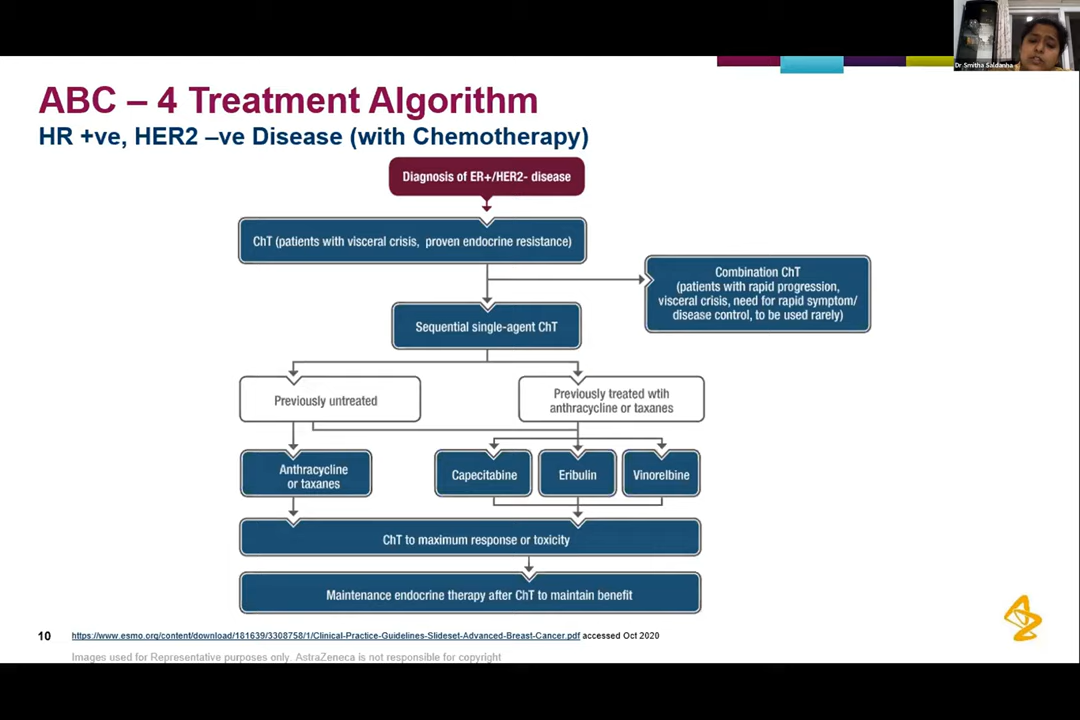 Dr Smitha Saldanha
ABC – 4 Treatment Algorithm
HR +ve, HER2 –ve Disease (with Chemotherapy)
Diagnosis of ER+/HER2- disease
ChT (patients with visceral crisis, proven endocrine resistance)
Combination ChT
(patients with rapid progression,
visceral crisis, need for rapid symptom/
disease control, to be used rarely)
Sequential single-agent ChT
Previously untreated
Previously treated wtih
anthracycline or taxanes
Anthracycline
or taxanes
Capecitabine
Eribulin
Vinorelbine
ChT to maximum response or toxicity
Maintenance endocrine therapy after ChT to maintain benefit
10
https://www.esmo.org/content/download/181639/3308758/1/Clinical-Practice-Guidelines-Slideset-Advanced-Breast-Cancer.pdf accessed Oct 2020
Images used for Representative purposes only. AstraZeneca is not responsible for copyright